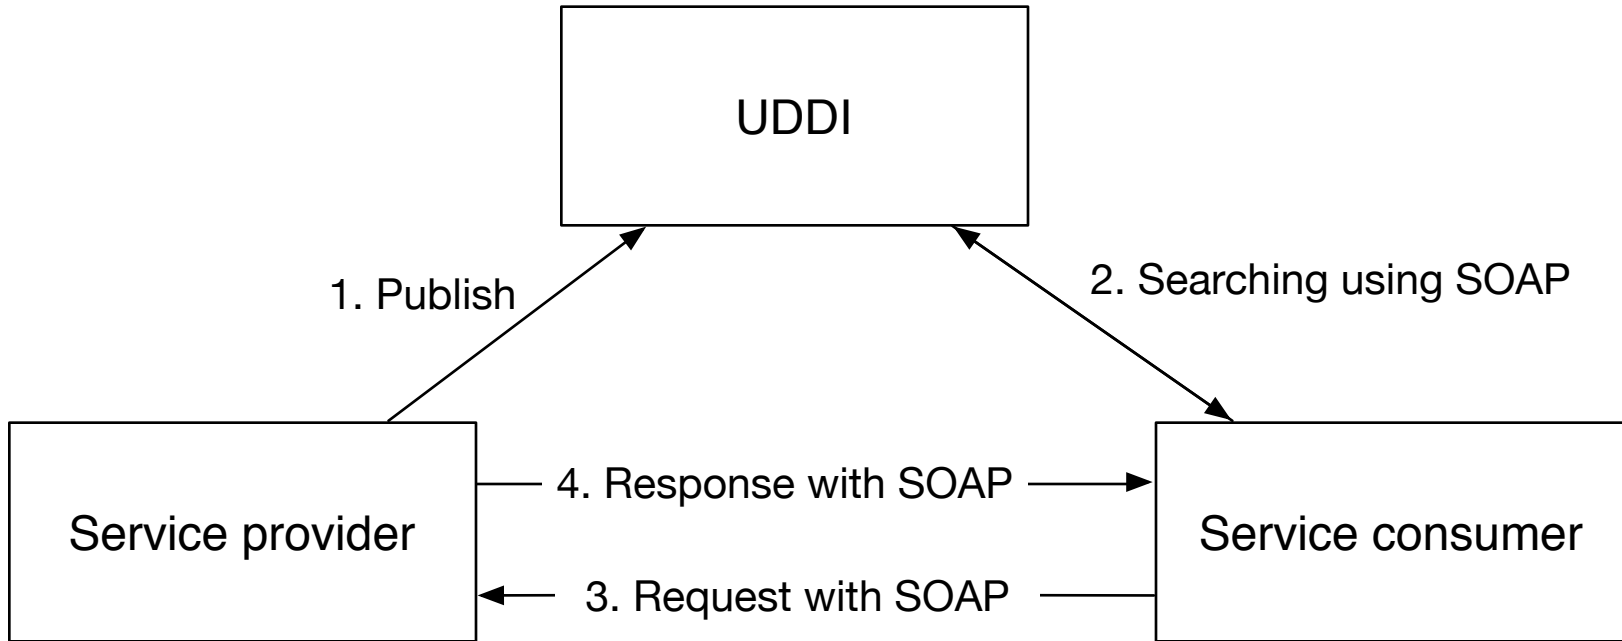 UDDI
1. Publish
2. Searching using SOAP
4. Response with SOAP
Service provider
Service consumer
3. Request with SOAP